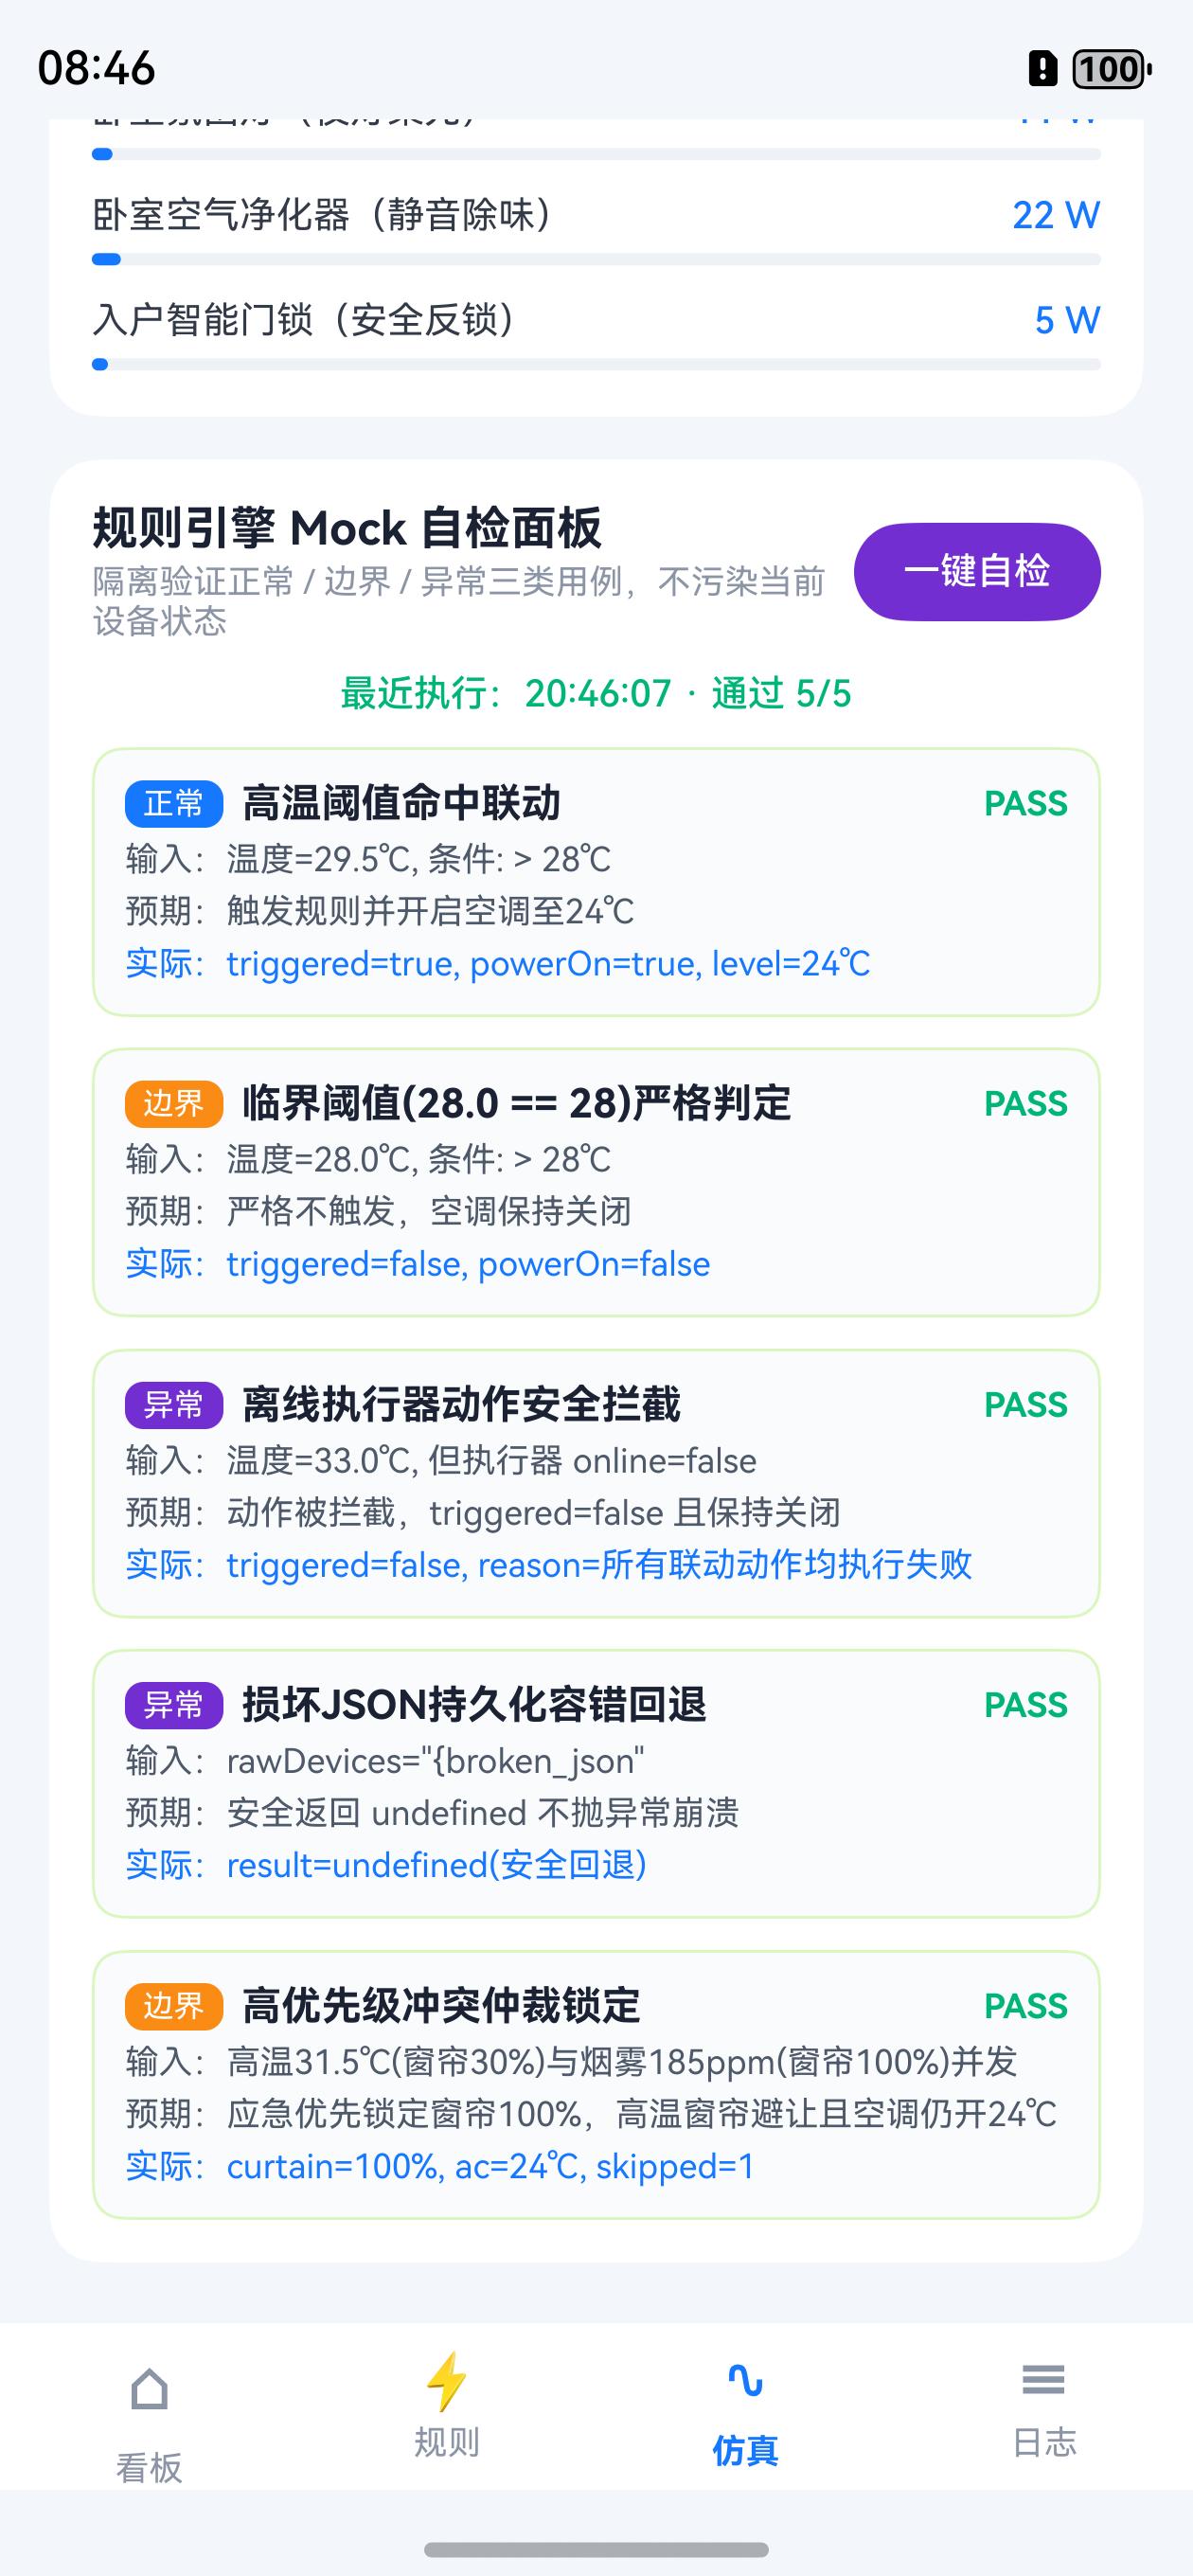 08:46
100
卧室空气净化器（静音除味）
22 W
入户智能门锁（安全反锁）
5 W
规则引擎 Mock 自检面板
隔离验证正常 / 边界 / 异常三类用例，不污染当前
设备状态
一键自检
最近执行：20:46:07 · 通过 5/5
正常 高温阈值命中联动 PASS
输入：温度=29.5℃, 条件: > 28℃
预期：触发规则并开启空调至24℃
实际：triggered=true, powerOn=true, level=24℃
边界 临界阈值(28.0 == 28)严格判定 PASS
输入：温度=28.0℃, 条件: > 28℃
预期：严格不触发，空调保持关闭
实际：triggered=false, powerOn=false
异常 离线执行器动作安全拦截 PASS
输入：温度=33.0℃, 但执行器 online=false
预期：动作被拦截，triggered=false 且保持关闭
实际：triggered=false, reason=所有联动动作均执行失败
异常 损坏JSON持久化容错回退 PASS
输入：rawDevices="{broken_json"
预期：安全返回 undefined 不抛异常崩溃
实际：result=undefined(安全回退)
边界 高优先级冲突仲裁锁定 PASS
输入：高温31.5℃(窗帘30%)与烟雾185ppm(窗帘100%)并发
预期：应急优先锁定窗帘100%，高温窗帘避让且空调仍开24℃
实际：curtain=100%, ac=24℃, skipped=1
看板
规则
仿真
日志